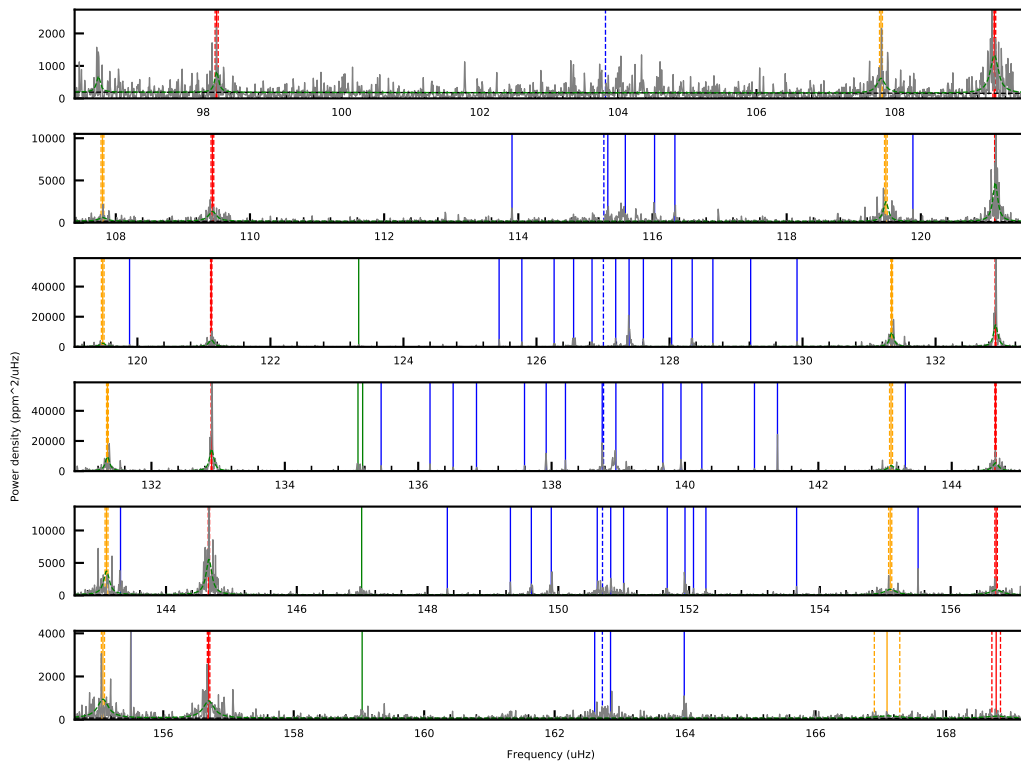 2000
1000
0
98 100 102 104 106 108
10000
5000
0
108 110 112 114 116 118 120
40000
20000
0
120 122 124 126 128 130 132
40000
20000
0
132 134 136 138 140 142 144
10000
5000
0
144 146 148 150 152 154 156
4000
2000
0
156 158 160 162 164 166 168
Power density (ppm^2/uHz)
Frequency (uHz)